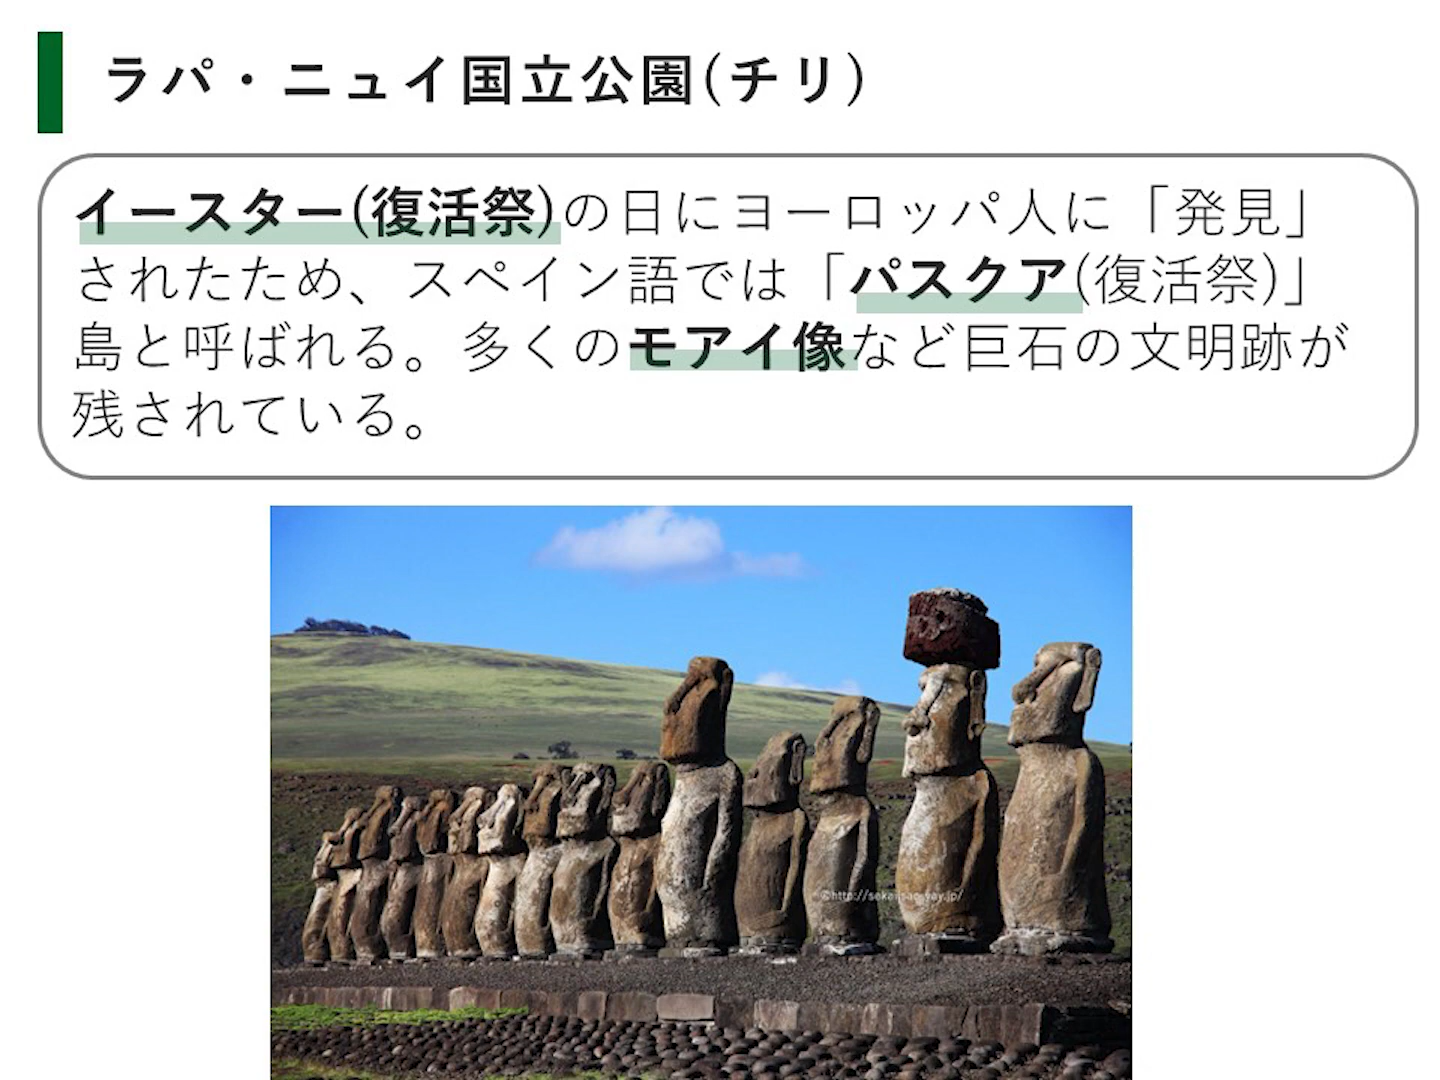 ラパ・ニュイ国立公園(チリ)
イースター(復活祭)の日にヨーロッパ人に「発見」
されたため、スペイン語では「パスクア(復活祭)」
島と呼ばれる。多くのモアイ像など巨石の文明跡が
残されている。